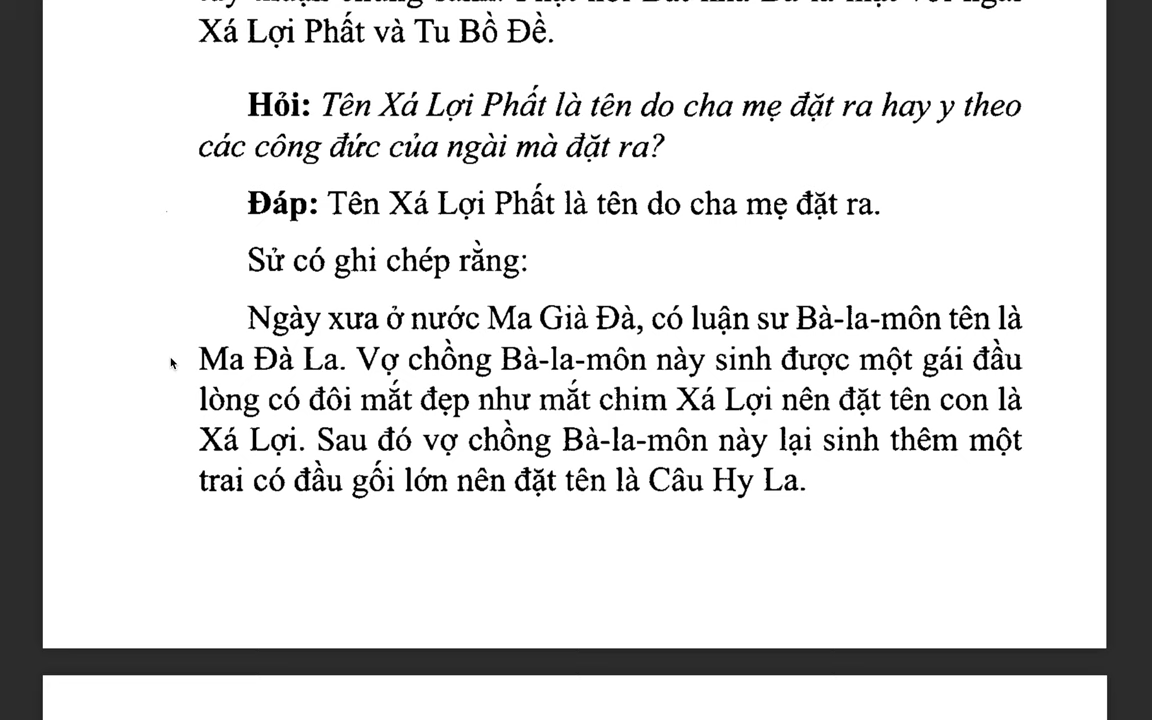 Xá Lợi Phất và Tu Bồ Đề.
Hỏi: Tên Xá Lợi Phất là tên do cha mẹ đặt ra hay y theo
các công đức của ngài mà đặt ra?
Đáp: Tên Xá Lợi Phất là tên do cha mẹ đặt ra.
Sử có ghi chép rằng:
Ngày xưa ở nước Ma Già Đà, có luận sư Bà-la-môn tên là
Ma Đà La. Vợ chồng Bà-la-môn này sinh được một gái đầu
lòng có đôi mắt đẹp như mắt chim Xá Lợi nên đặt tên con là
Xá Lợi. Sau đó vợ chồng Bà-la-môn này lại sinh thêm một
trai có đầu gối lớn nên đặt tên là Câu Hy La.